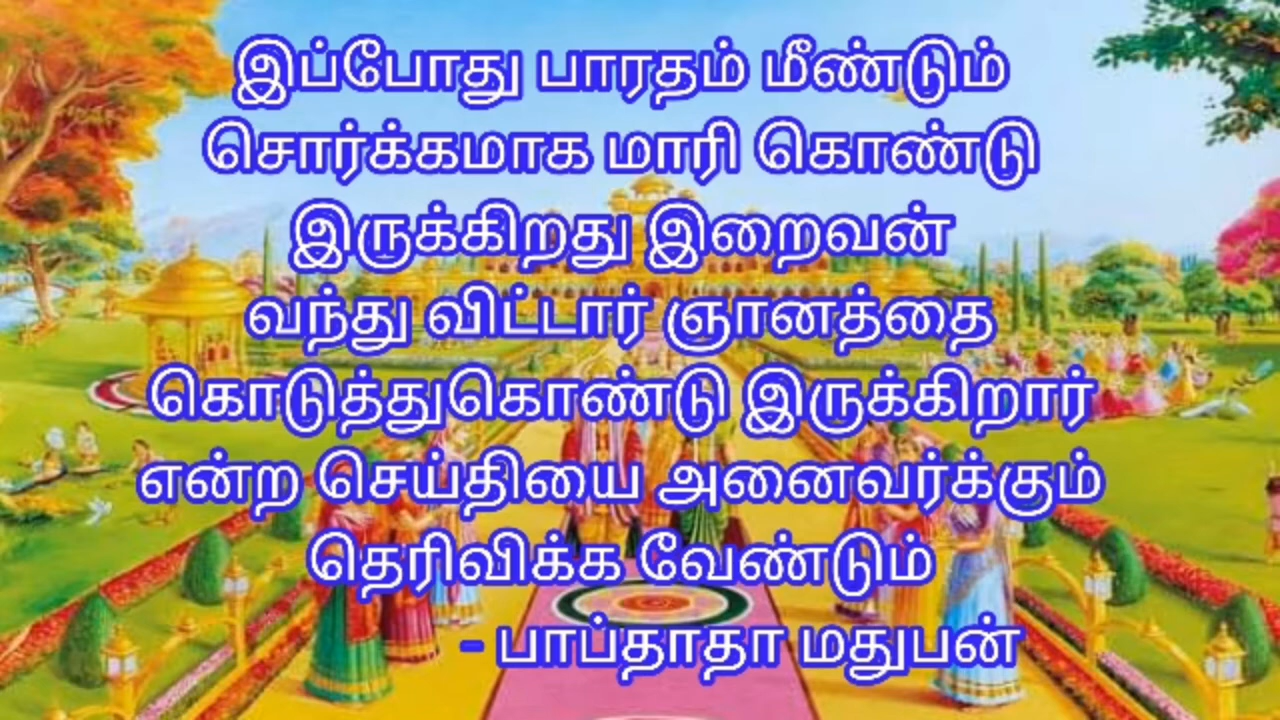 இப்போது பாரதம் மீண்டும்
சொர்க்கமாக மாரி கொண்டு
இருக்கிறது இறைவன்
வந்து விட்டார் ஞானத்தை
கொடுத்துகொண்டு இருக்கிறார்
என்ற செய்தியை அனைவர்க்கும்
தெரிவிக்க வேண்டும்
- பாப்தாதா மதுபன்